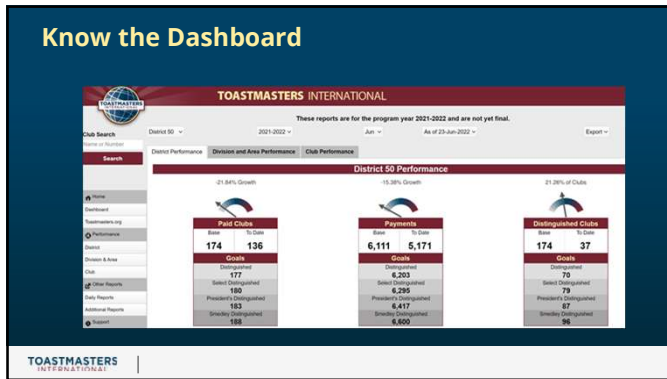 Know the Dashboard
TOASTMASTERS
INTERNATIONAL
TOASTMASTERS INTERNATIONAL
These reports are for the program year 2021-2022 and are not yet final.
Club Search
District 50
2021-2022
Jun
As of 23-Jun-2022
Export
Name or Number
Search
District Performance Division and Area Performance Club Performance
District 50 Performance
-21.84% Growth -15.38% Growth 21.26% of Clubs
Home
Dashboard
Toastmasters.org
Performance
District
Division & Area
Club
Other Reports
Daily Reports
Additional Reports
Support
Paid Clubs
Base To Date
174 136
Goals
Distinguished
177
Select Distinguished
180
President's Distinguished
183
Smedley Distinguished
188
Payments
Base To Date
6,111 5,171
Goals
Distinguished
6,203
Select Distinguished
6,295
President's Distinguished
6,417
Smedley Distinguished
6,600
Distinguished Clubs
Base To Date
174 37
Goals
Distinguished
70
Select Distinguished
79
President's Distinguished
87
Smedley Distinguished
96
TOASTMASTERS
INTERNATIONAL